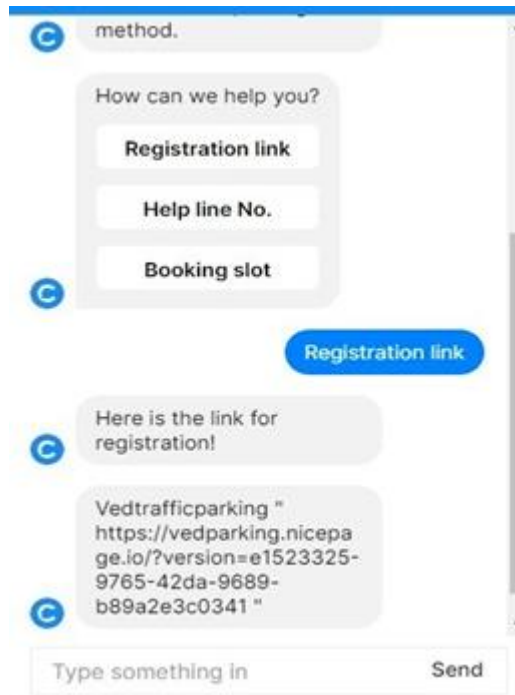 method.
How can we help you?
Registration link
Help line No.
Booking slot
C
Registration link
Here is the link for
C registration!
Vedtrafficparking "
https://vedparking.nicepa
ge.io/?version=e1523325-
9765-42da-9689-
b89a2e3c0341 "
C
Type something in Send